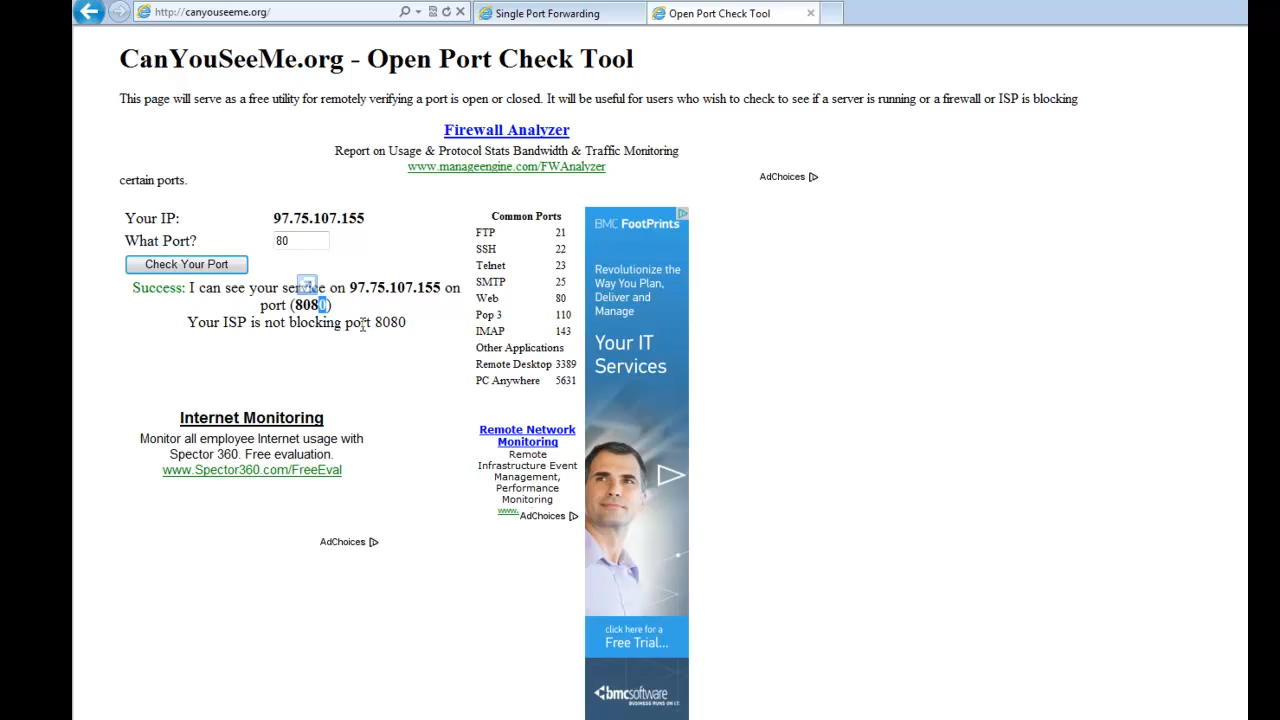 http://canyouseeme.org/
Single Port Forwarding
Open Port Check Tool
CanYouSeeMe.org - Open Port Check Tool
This page will serve as a free utility for remotely verifying a port is open or closed. It will be useful for users who wish to check to see if a server is running or a firewall or ISP is blocking
Firewall Analyzer
Report on Usage & Protocol Stats Bandwidth & Traffic Monitoring
www.manageengine.com/FWAnalyzer
AdChoices
certain ports.
Your IP: 97.75.107.155
What Port? 80
Check Your Port
Success: I can see your service on 97.75.107.155 on
port (8080)
Your ISP is not blocking port 8080
Common Ports
FTP 21
SSH 22
Telnet 23
SMTP 25
Web 80
Pop 3 110
IMAP 143
Other Applications
Remote Desktop 3389
PC Anywhere 5631
BMC FootPrints
Revolutionize the
Way You Plan,
Deliver and
Manage
Your IT
Services
click here for a
Free Trial...
bmcsoftware
BUSINESS RUNS ON I.T.
Internet Monitoring
Monitor all employee Internet usage with
Spector 360. Free evaluation.
www.Spector360.com/FreeEval
AdChoices
Remote Network
Monitoring
Remote
Infrastructure Event
Management,
Performance
Monitoring
www.
AdChoices